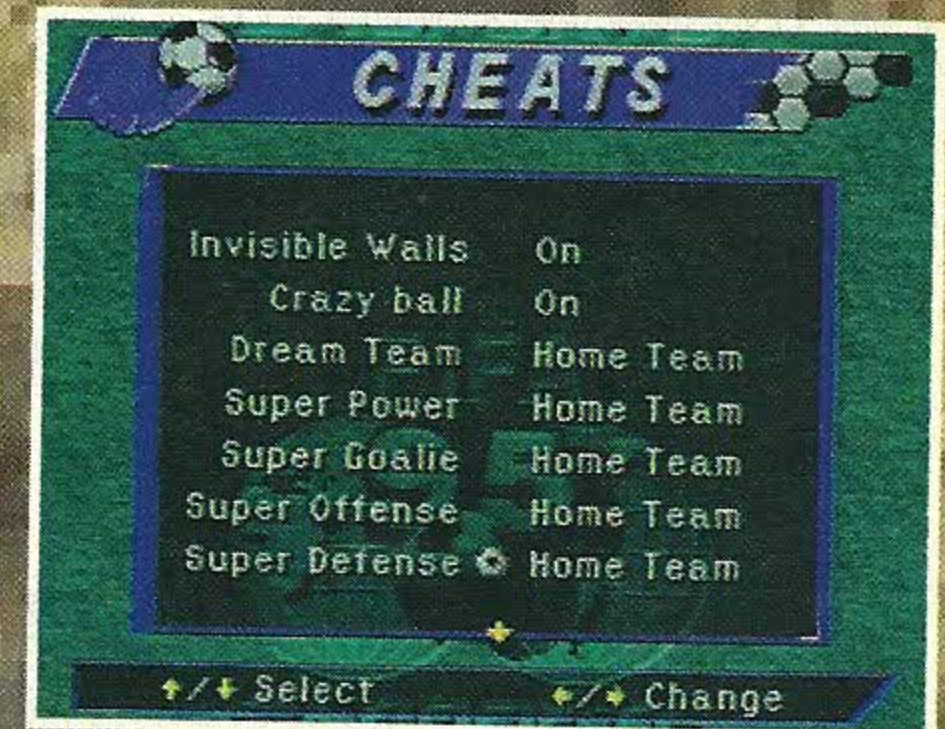 CHEATS
Invisible Walls On
Crazy ball On
Dream Team Home Team
Super Power Home Team
Super Goalie Home Team
Super Offense Home Team
Super Defense Home Team
↑/↓ Select ←/→ Change